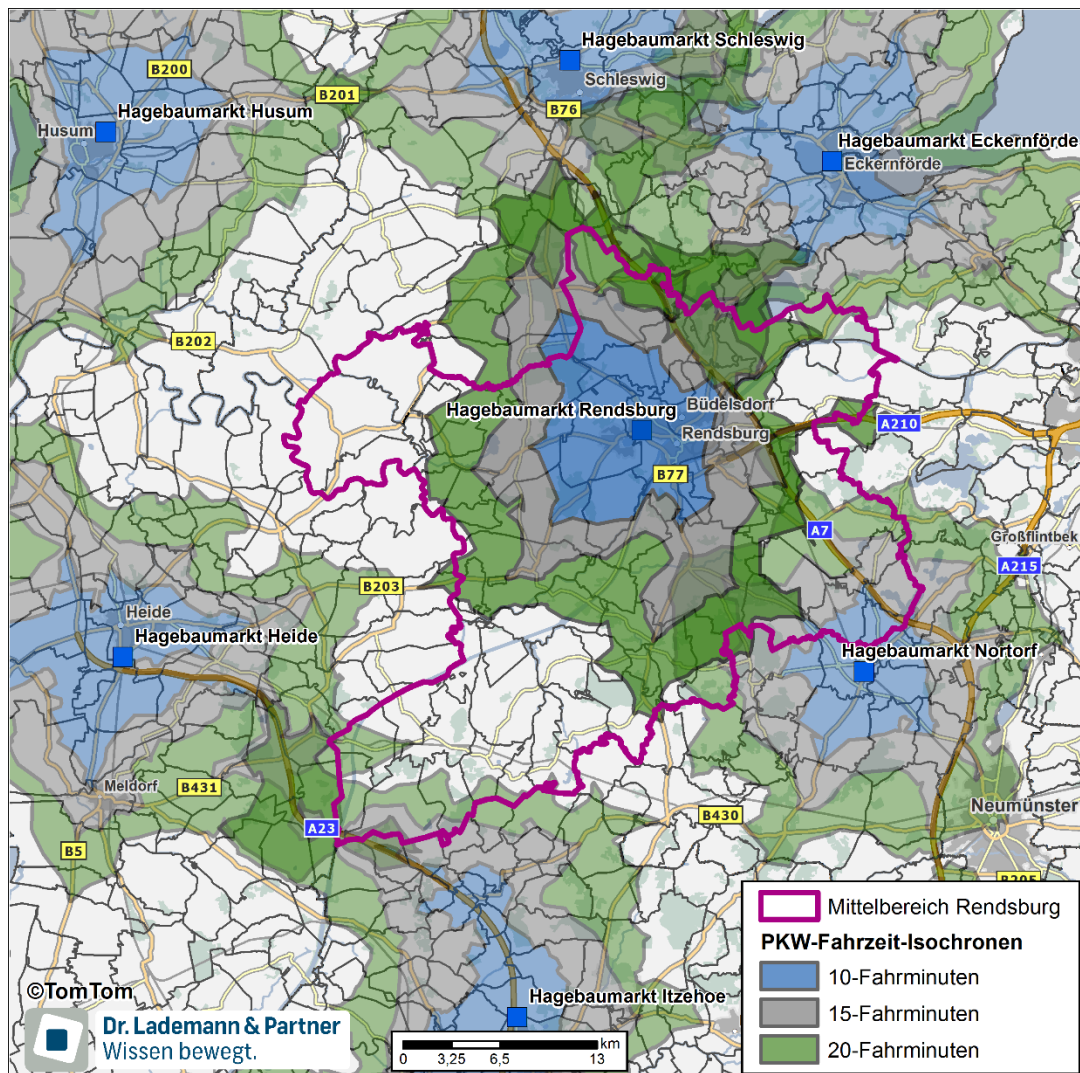 Hagebaumarkt Schleswig
B200
Schleswig
B201
Hagebaumarkt Husum
B76
Husum
Hagebaumarkt Eckernförde
Eckernförde
B202
Büdelsdorf
Hagebaumarkt Rendsburg
A210
Rendsburg
B77
A7
Großflintbek
A215
B203
Heide
Hagebaumarkt Heide
Hagebaumarkt Nortorf
Meldorf
B431
Neumünster
B430
A23
B5
B205
Mittelbereich Rendsburg
PKW-Fahrzeit-Isochronen
10-Fahrminuten
15-Fahrminuten
20-Fahrminuten
©TomTom
Hagebaumarkt Itzehoe
Dr. Lademann & Partner
Wissen bewegt.
km
0 3,25 6,5 13